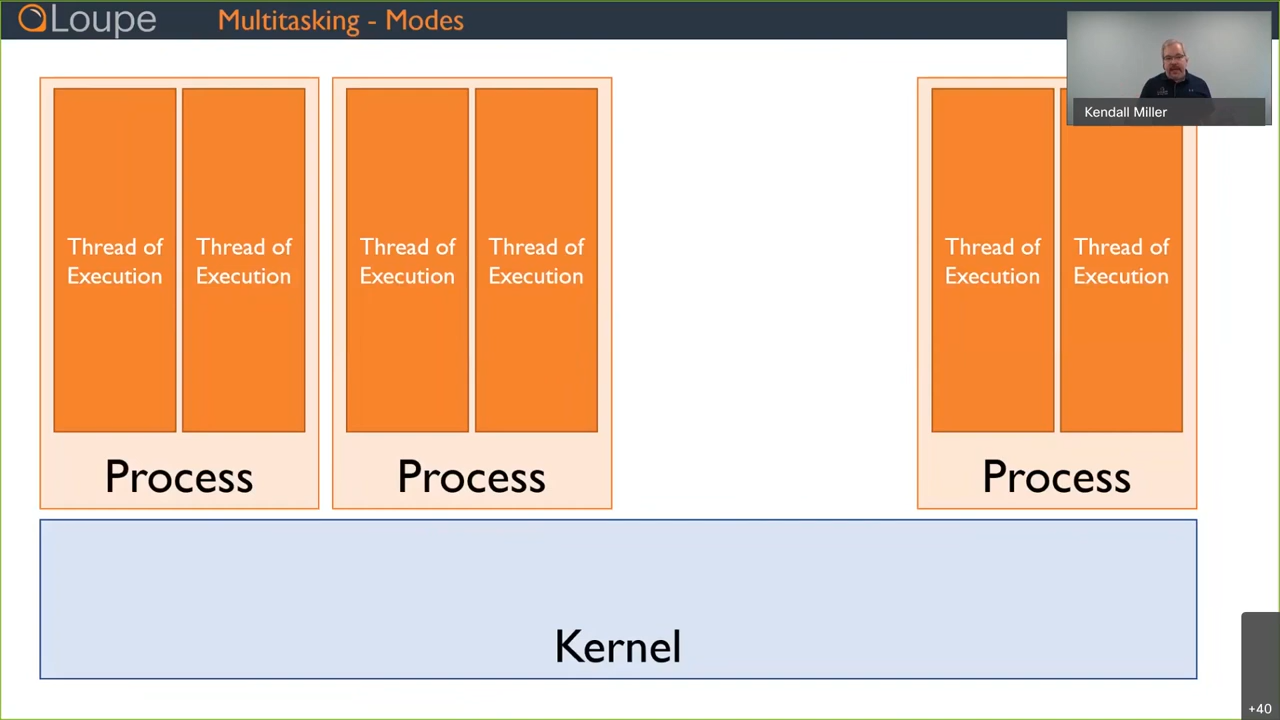 Loupe
Multitasking - Modes
Kendall Miller
Thread of
Execution
Thread of
Execution
Thread of
Execution
Thread of
Execution
Thread of
Execution
Thread of
Execution
Process
Process
Process
Kernel
+40